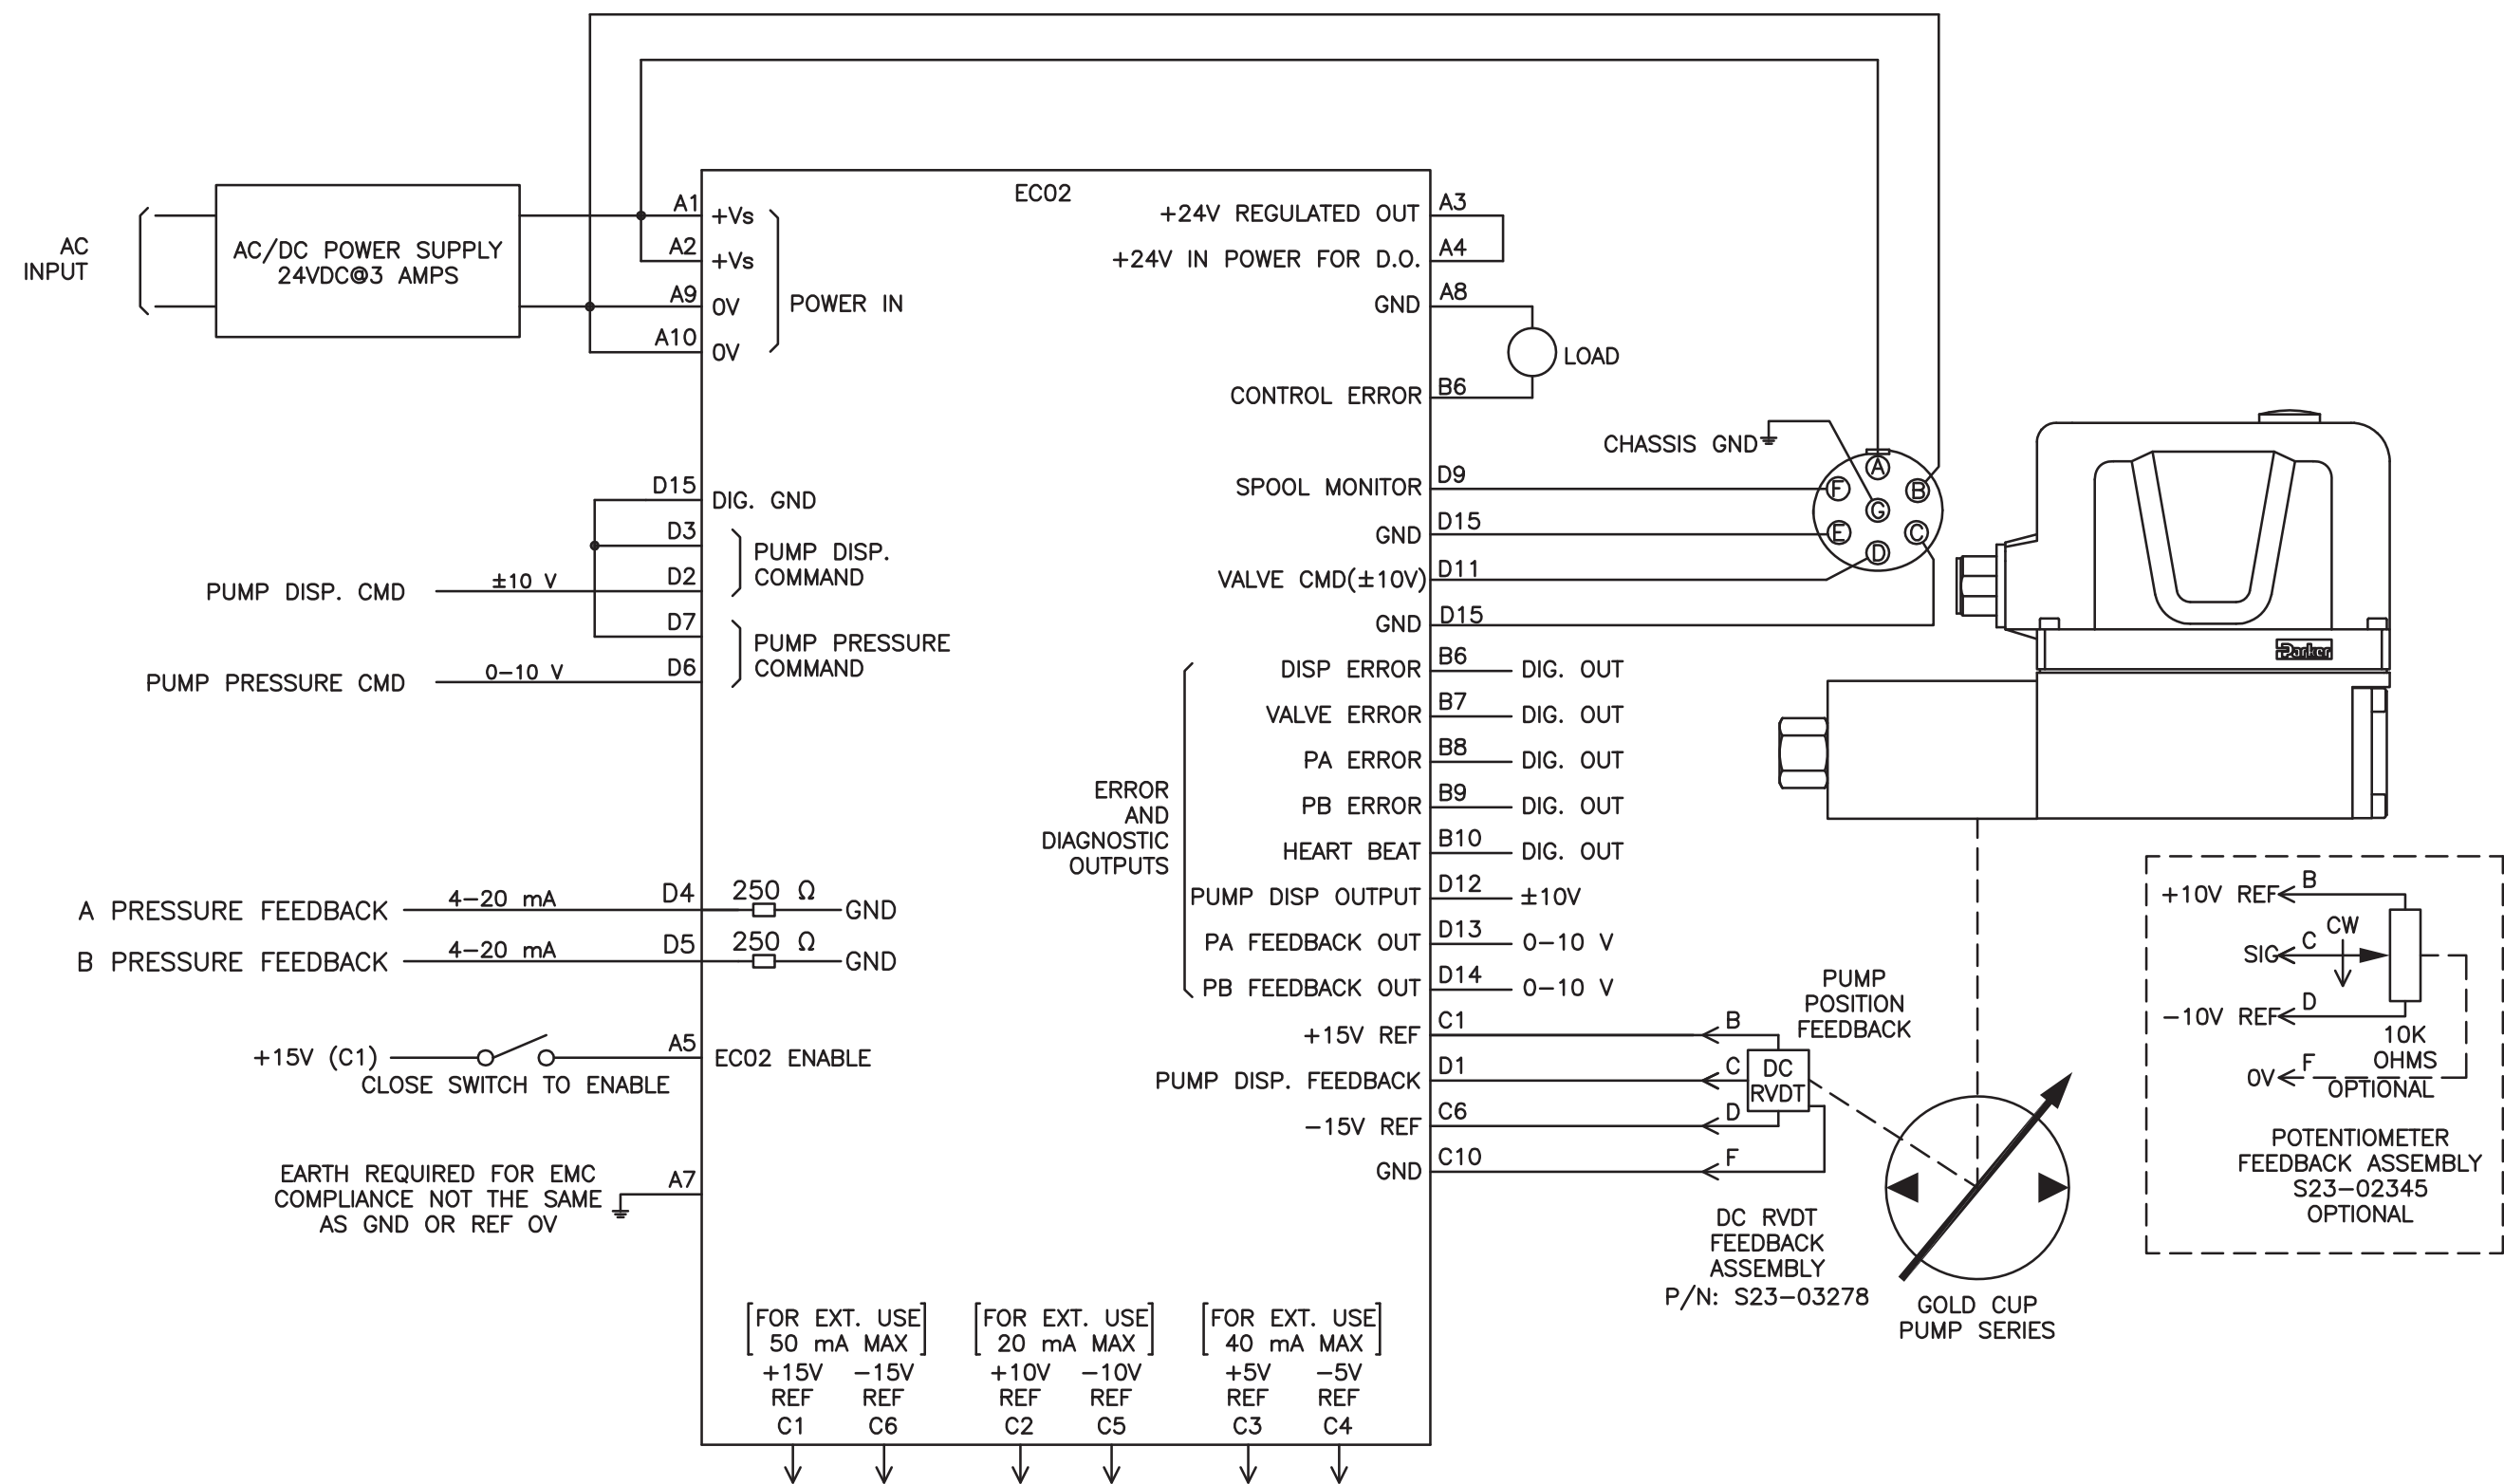 EC02
AC
INPUT
AC/DC POWER SUPPLY
24VDC@3 AMPS
A1
+Vs
A2
+Vs
A9
0V
A10
0V
POWER IN
+24V REGULATED OUT
A3
+24V IN POWER FOR D.O.
A4
GND
A8
LOAD
CONTROL ERROR
B6
CHASSIS GND
A
B
C
D
E
F
G
D15
DIG. GND
D3
PUMP DISP.
COMMAND
PUMP DISP. CMD
±10 V
D2
D7
PUMP PRESSURE
COMMAND
PUMP PRESSURE CMD
0-10 V
D6
SPOOL MONITOR
D9
GND
D15
VALVE CMD(±10V)
D11
GND
D15
Parker
ERROR
AND
DIAGNOSTIC
OUTPUTS
DISP ERROR
B6
DIG. OUT
VALVE ERROR
B7
DIG. OUT
PA ERROR
B8
DIG. OUT
PB ERROR
B9
DIG. OUT
HEART BEAT
B10
DIG. OUT
PUMP DISP OUTPUT
D12
±10V
PA FEEDBACK OUT
D13
0-10 V
PB FEEDBACK OUT
D14
0-10 V
A PRESSURE FEEDBACK
4-20 mA
D4
250 Ω
GND
B PRESSURE FEEDBACK
4-20 mA
D5
250 Ω
GND
+15V (C1)
CLOSE SWITCH TO ENABLE
A5
EC02 ENABLE
EARTH REQUIRED FOR EMC
COMPLIANCE NOT THE SAME
AS GND OR REF 0V
A7
+15V REF
C1
B
PUMP DISP. FEEDBACK
D1
C
-15V REF
C6
D
GND
C10
F
PUMP
POSITION
FEEDBACK
DC
RVDT
DC RVDT
FEEDBACK
ASSEMBLY
P/N: S23-03278
GOLD CUP
PUMP SERIES
+10V REF
B
CW
SIG
C
-10V REF
D
10K
OHMS
0V
F
OPTIONAL
POTENTIOMETER
FEEDBACK ASSEMBLY
S23-02345
OPTIONAL
[FOR EXT. USE]
50 mA MAX
+15V
REF
C1
-15V
REF
C6
[FOR EXT. USE]
20 mA MAX
+10V
REF
C2
-10V
REF
C5
[FOR EXT. USE]
40 mA MAX
+5V
REF
C3
-5V
REF
C4